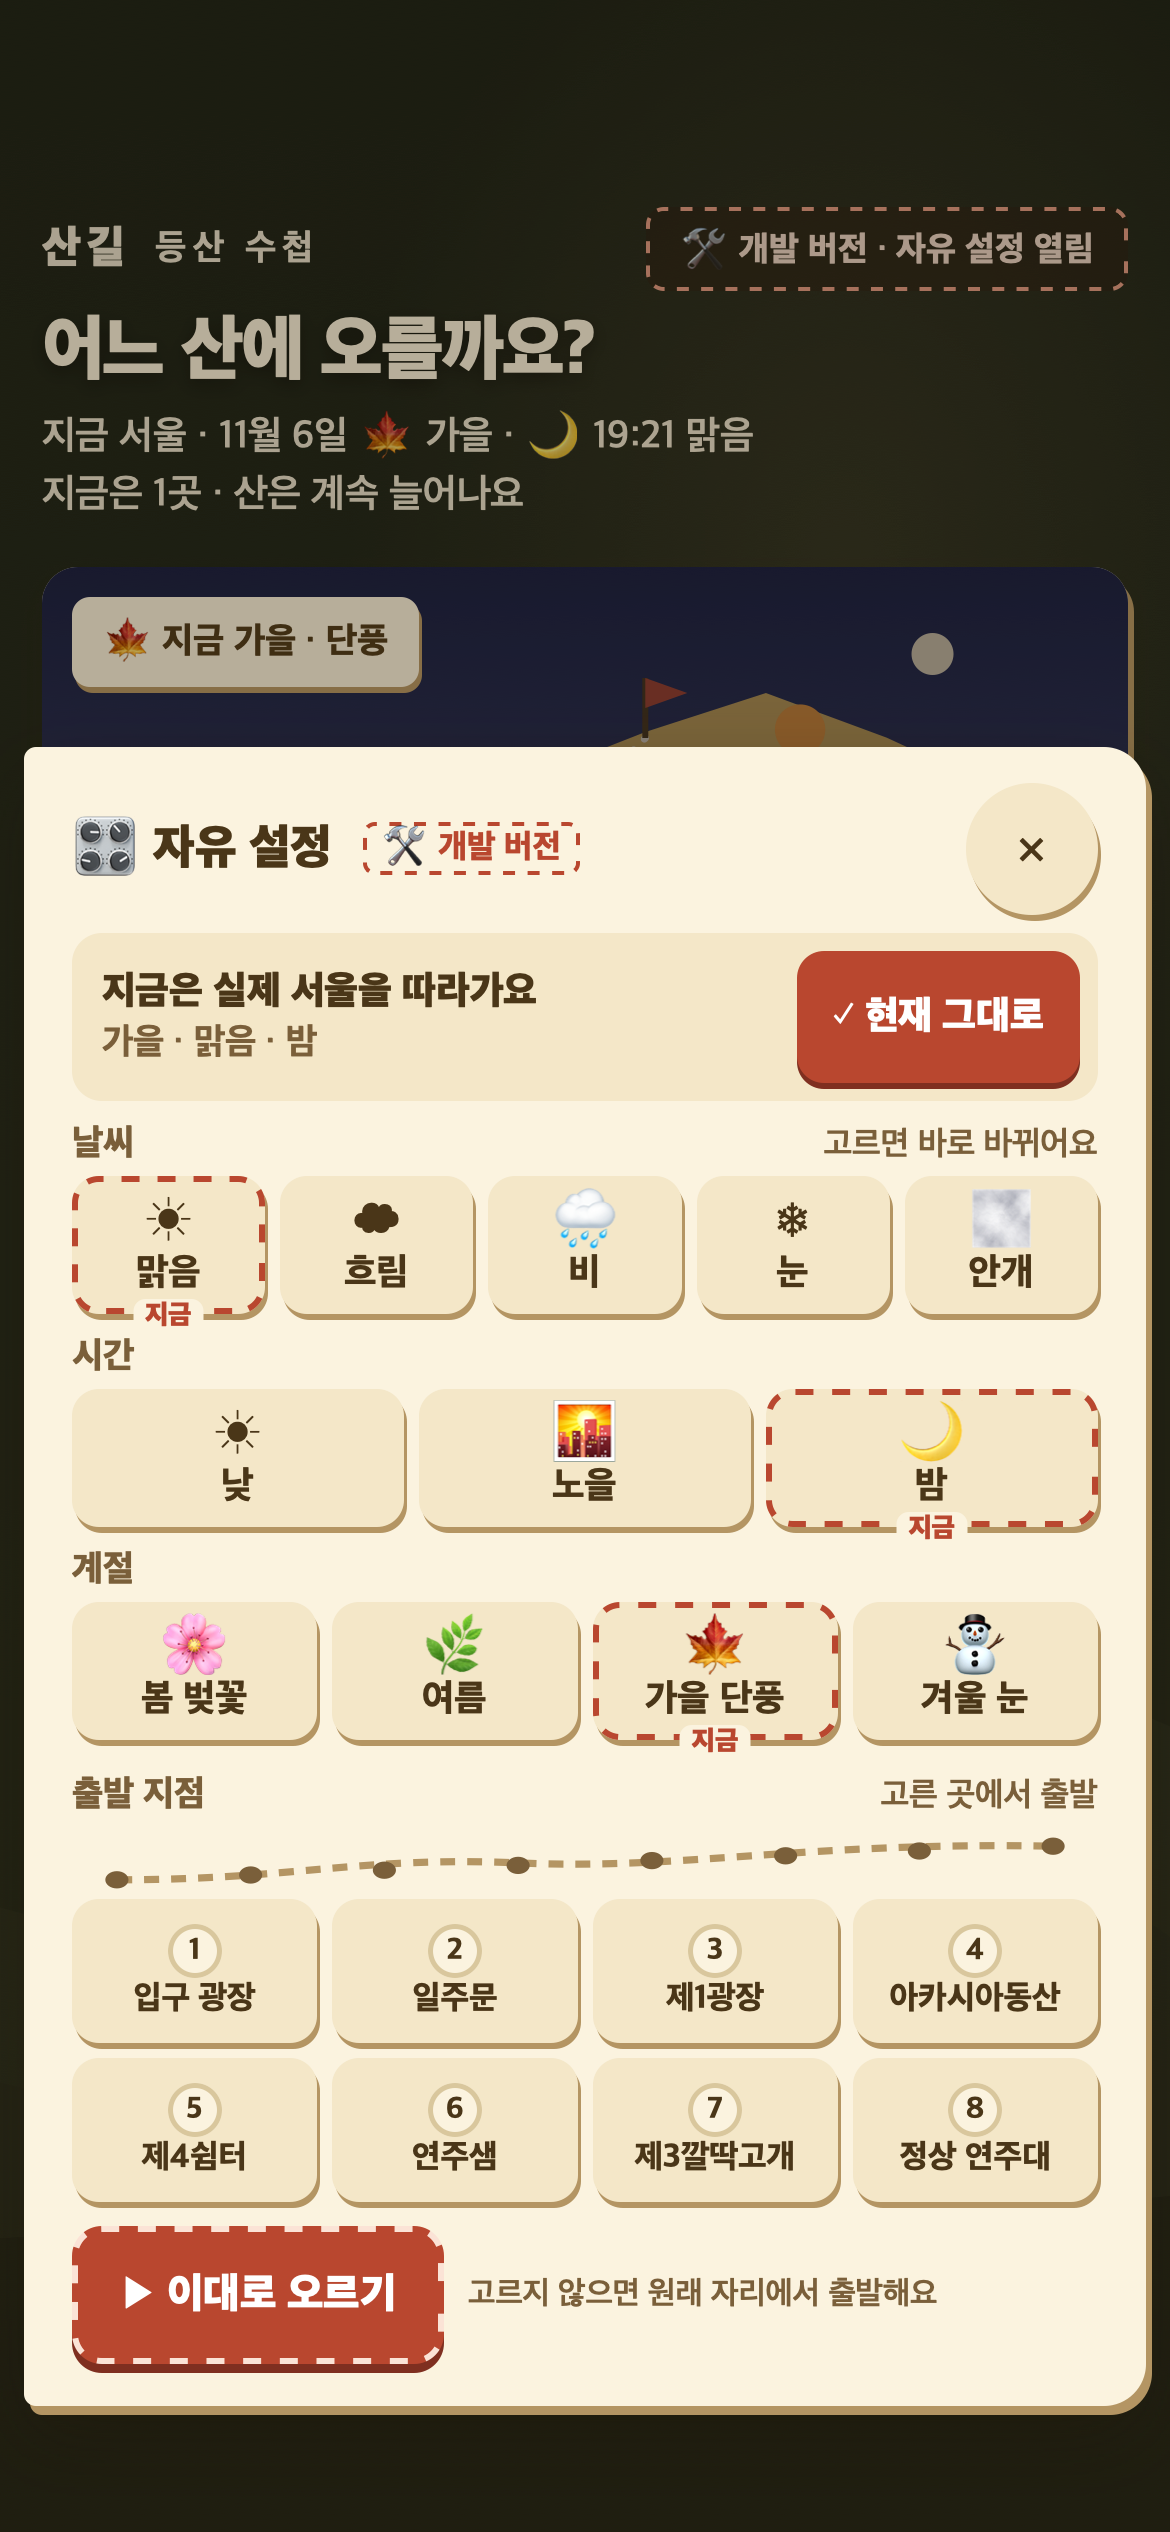 산길 등산 수첩
🛠 개발 버전 · 자유 설정 열림
어느 산에 오를까요?
지금 서울 · 11월 6일 🍁 가을 · 🌙 19:21 맑음
지금은 1곳 · 산은 계속 늘어나요
🍁 지금 가을 · 단풍
🎛 자유 설정 🛠 개발 버전
×
지금은 실제 서울을 따라가요
가을 · 맑음 · 밤
✓ 현재 그대로
날씨 고르면 바로 바뀌어요
맑음 흐림 비 눈 안개
지금
시간
낮 노을 밤
지금
계절
봄 벚꽃 여름 가을 단풍 겨울 눈
지금
출발 지점 고른 곳에서 출발
1 2 3 4
입구 광장 일주문 제1광장 아카시아동산
5 6 7 8
제4쉼터 연주샘 제3깔딱고개 정상 연주대
▶ 이대로 오르기 고르지 않으면 원래 자리에서 출발해요